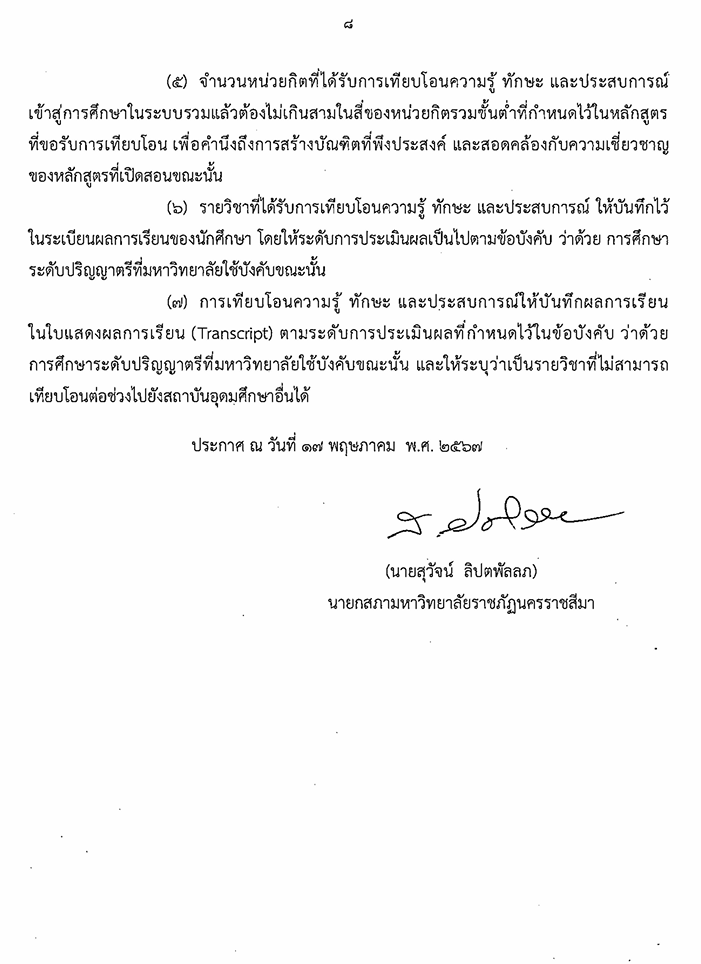 ๘
(๕) จำนวนหน่วยกิตที่ได้รับการเทียบโอนความรู้ ทักษะ และประสบการณ์
เข้าสู่การศึกษาในระบบรวมแล้วต้องไม่เกินสามในสี่ของหน่วยกิตรวมขั้นต่ำที่กำหนดไว้ในหลักสูตร
ที่ขอรับการเทียบโอน เพื่อคำนึงถึงการสร้างบัณฑิตที่พึงประสงค์ และสอดคล้องกับความเชี่ยวชาญ
ของหลักสูตรที่เปิดสอนขณะนั้น
(๖) รายวิชาที่ได้รับการเทียบโอนความรู้ ทักษะ และประสบการณ์ ให้บันทึกไว้
ในระเบียนผลการเรียนของนักศึกษา โดยให้ระดับการประเมินผลเป็นไปตามข้อบังคับ ว่าด้วย การศึกษา
ระดับปริญญาตรีที่มหาวิทยาลัยใช้บังคับขณะนั้น
(๗) การเทียบโอนความรู้ ทักษะ และประสบการณ์ให้บันทึกผลการเรียน
ในใบแสดงผลการเรียน (Transcript) ตามระดับการประเมินผลที่กำหนดไว้ในข้อบังคับ ว่าด้วย
การศึกษาระดับปริญญาตรีที่มหาวิทยาลัยใช้บังคับขณะนั้น และให้ระบุว่าเป็นรายวิชาที่ไม่สามารถ
เทียบโอนต่อช่วงไปยังสถาบันอุดมศึกษาอื่นได้
ประกาศ ณ วันที่ ๑๗ พฤษภาคม พ.ศ. ๒๕๖๗
(นายสุวัจน์ ลิปตพัลลภ)
นายกสภามหาวิทยาลัยราชภัฏนครราชสีมา